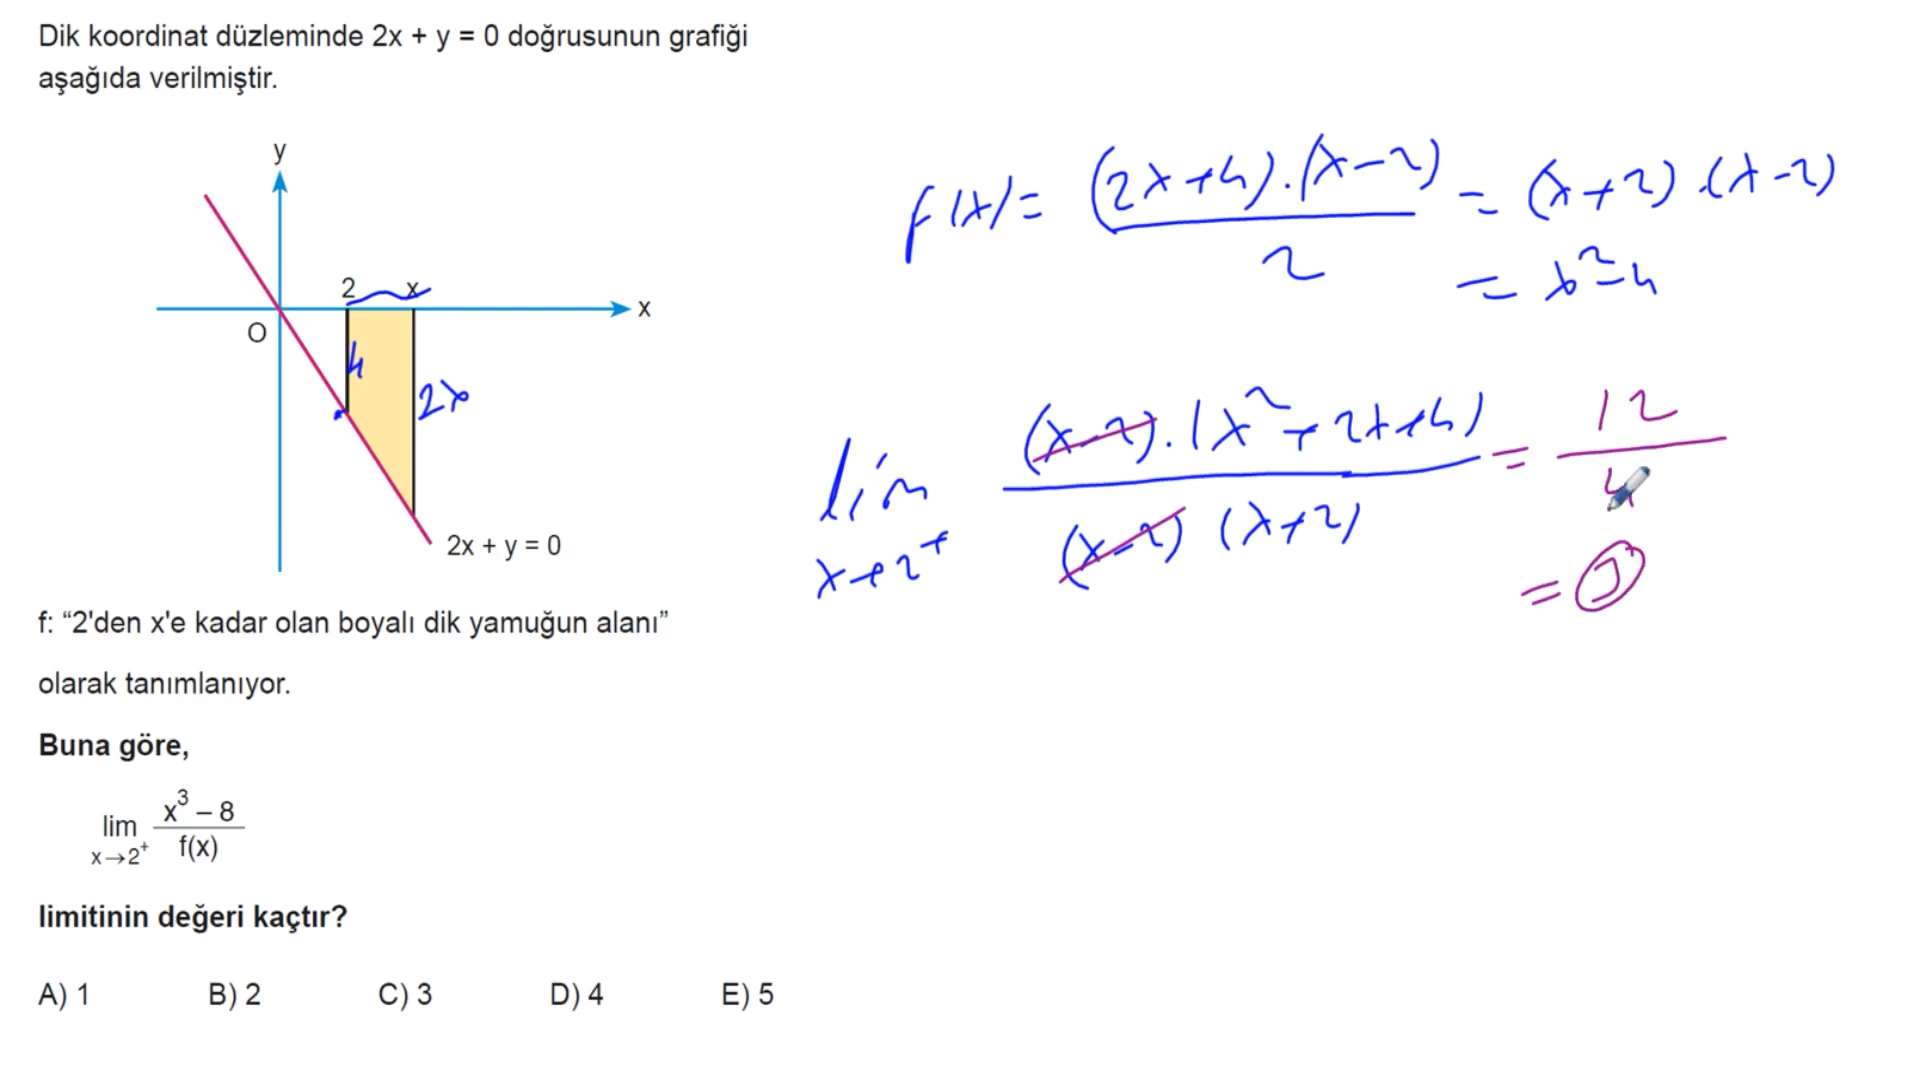 Dik koordinat düzleminde 2x + y = 0 doğrusunun grafiği
aşağıda verilmiştir.
y
2 x
x
O
4
2x
2x + y = 0
f: “2'den x'e kadar olan boyalı dik yamuğun alanı”
olarak tanımlanıyor.
Buna göre,
lim x→2⁺ (x³ – 8) / f(x)
limitinin değeri kaçtır?
A) 1 B) 2 C) 3 D) 4 E) 5
f(x) = (2x+4).(x-2) / 2 = (x+2).(x-2)
= x²-4
lim x→2⁺ (x-2).(x²+2x+4) / (x-2)(x+2) = 12 / 4
= 3